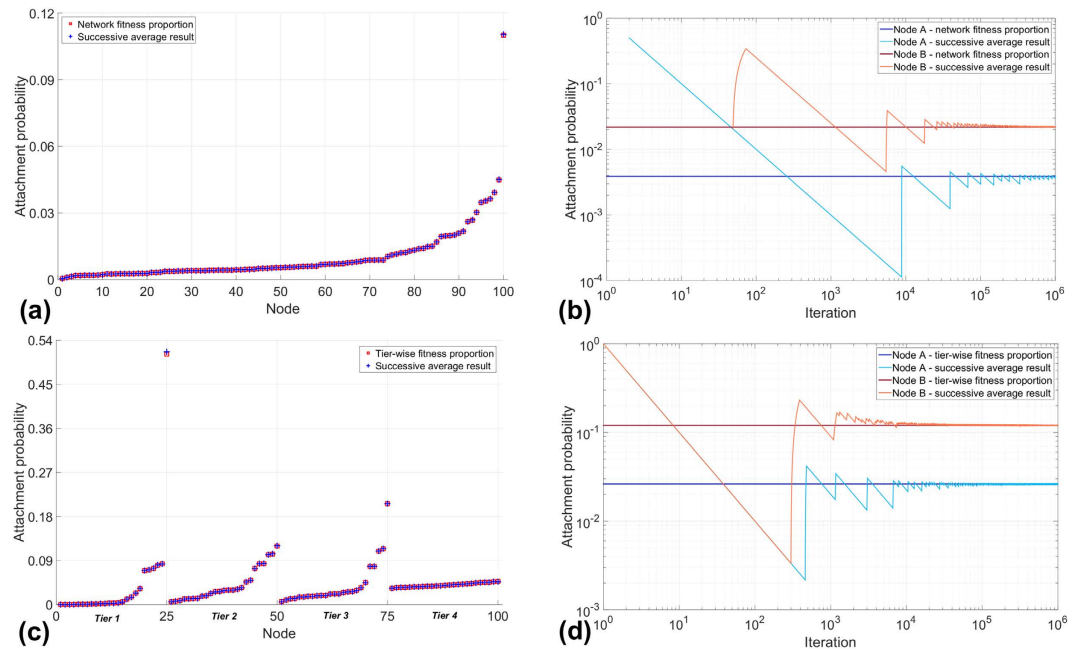 Network fitness proportion
Successive average result
0.12
0.09
0.06
0.03
0
Attachment probability
1 10 20 30 40 50 60 70 80 90 100
Node
(a)
Node A - network fitness proportion
Node A - successive average result
Node B - network fitness proportion
Node B - successive average result
10^0
10^-1
10^-2
10^-3
10^-4
Attachment probability
10^0 10^1 10^2 10^3 10^4 10^5 10^6
Iteration
(b)
Tier-wise fitness proportion
Successive average result
0.54
0.45
0.36
0.27
0.18
0.09
0
Attachment probability
0 25 50 75 100
Tier 1 Tier 2 Tier 3 Tier 4
Node
(c)
Node A - tier-wise fitness proportion
Node A - successive average result
Node B - tier-wise fitness proportion
Node B - successive average result
10^0
10^-1
10^-2
10^-3
Attachment probability
10^0 10^1 10^2 10^3 10^4 10^5 10^6
Iteration
(d)